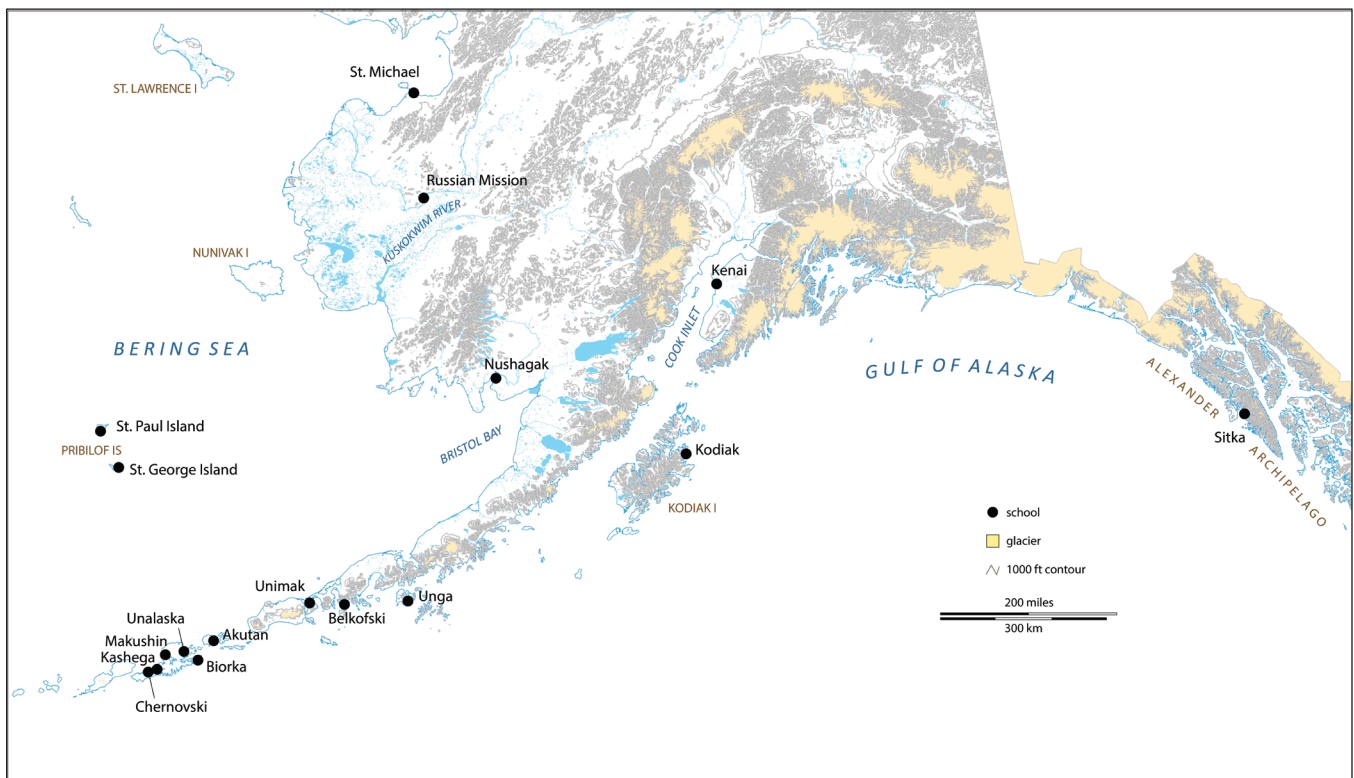 St. Michael
ST. LAWRENCE I
Russian Mission
KUSKOKWIM RIVER
NUNIVAK I
Kenai
COOK INLET
BERING SEA
Nushagak
GULF OF ALASKA
ALEXANDER ARCHIPELAGO
St. Paul Island
PRIBILOF IS
St. George Island
BRISTOL BAY
Kodiak
Sitka
KODIAK I
school
glacier
1000 ft contour
200 miles
300 km
Unimak
Belkofski
Unga
Unalaska
Akutan
Makushin
Kashega
Biorka
Chernovski